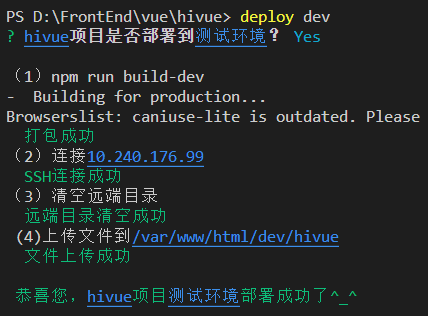 PS D:\FrontEnd\vue\hivue> deploy dev
? hivue项目是否部署到测试环境？ Yes
（1）npm run build-dev
-  Building for production...
Browserslist: caniuse-lite is outdated. Please
打包成功
（2）连接10.240.176.99
SSH连接成功
（3）清空远端目录
远端目录清空成功
(4)上传文件到/var/www/html/dev/hivue
文件上传成功
恭喜您，hivue项目测试环境部署成功了^_^